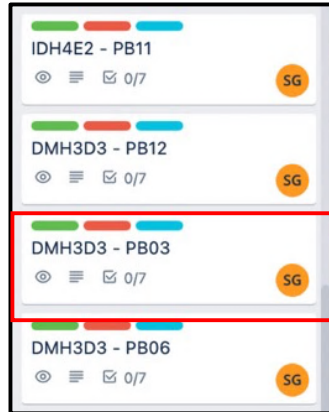 IDH4E2 - PB11
0/7
SG
DMH3D3 - PB12
0/7
SG
DMH3D3 - PB03
0/7
SG
DMH3D3 - PB06
0/7
SG